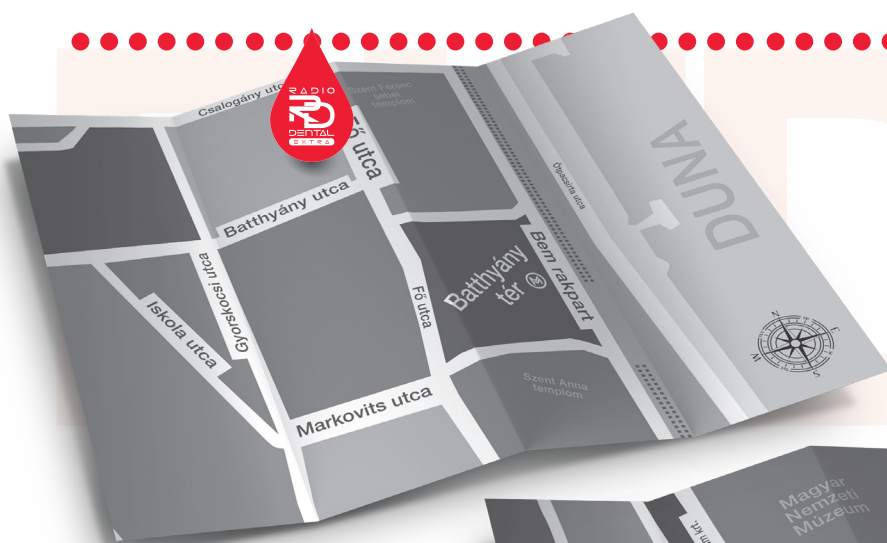 Csalogány utca
RADIO
RD
DENTAL
EXTRA
Szent Ferenc
sebei
templom
Fő utca
Batthyány utca
Ötpacsirta utca
DUNA
Gyorskocsi utca
Iskola utca
Fő utca
Batthyány
tér
M
Bem rakpart
N
E
S
W
Szent Anna
templom
Markovits utca
Magyar
Nemzeti
Múzeum